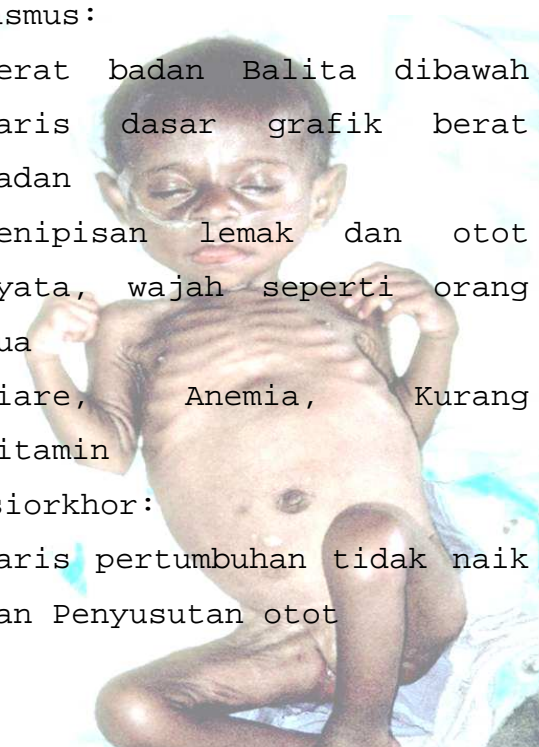 ismus:
erat badan Balita dibawah
aris dasar grafik berat
adan
enipisan lemak dan otot
yata, wajah seperti orang
ua
iare, Anemia, Kurang
itamin
siorkhor:
aris pertumbuhan tidak naik
an Penyusutan otot